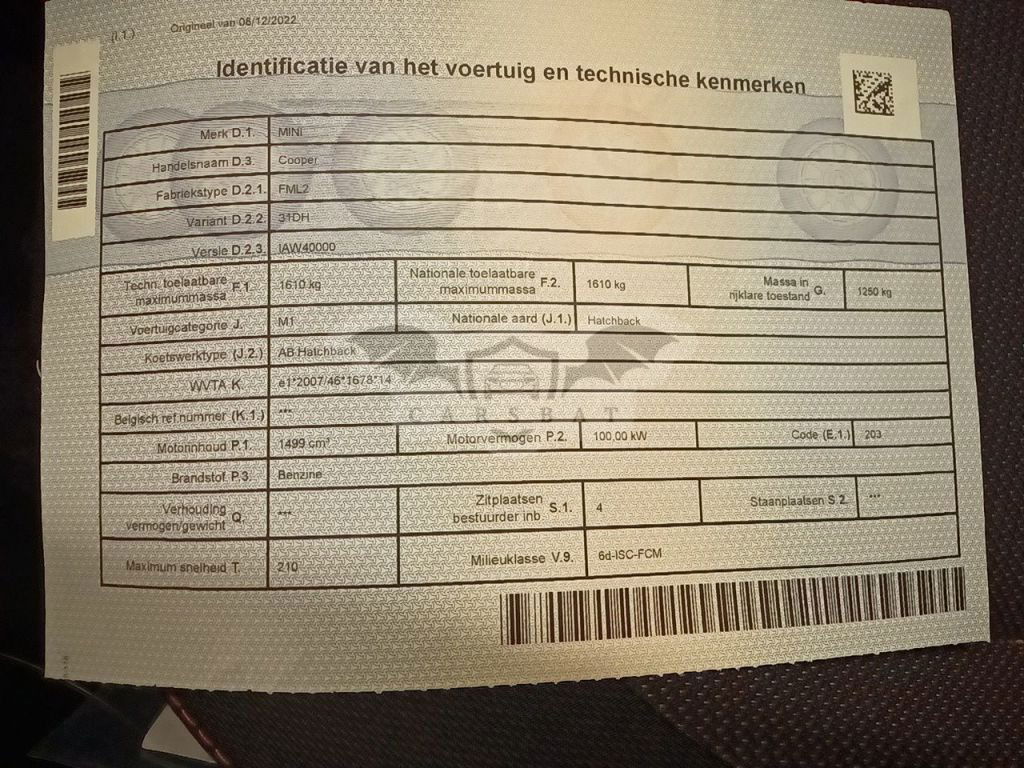 (I.1.) Origineel van 08/12/2022
Identificatie van het voertuig en technische kenmerken
Merk D.1. MINI
Handelsnaam D.3. Cooper
Fabriekstype D.2.1. FML2
Variant D.2.2. 31DH
Versie D.2.3. IAW40000
Techn. toelaatbare maximummassa F.1. 1610 kg Nationale toelaatbare maximummassa F.2. 1610 kg Massa in rijklare toestand G. 1250 kg
Voertuigcategorie J. M1 Nationale aard (J.1.) Hatchback
Koetswerktype (J.2.) AB Hatchback
WVTA K. e1*2007/46*1678*14
Belgisch ref.nummer (K.1.) ***
CARSBAT
Motorinhoud P.1. 1499 cm³ Motorvermogen P.2. 100,00 kW Code (E.1.) 203
Brandstof P.3. Benzine
Verhouding vermogen/gewicht Q. *** Zitplaatsen bestuurder inb. S.1. 4 Staanplaatsen S.2. ***
Maximum snelheid T. 210 Milieuklasse V.9. 6d-ISC-FCM